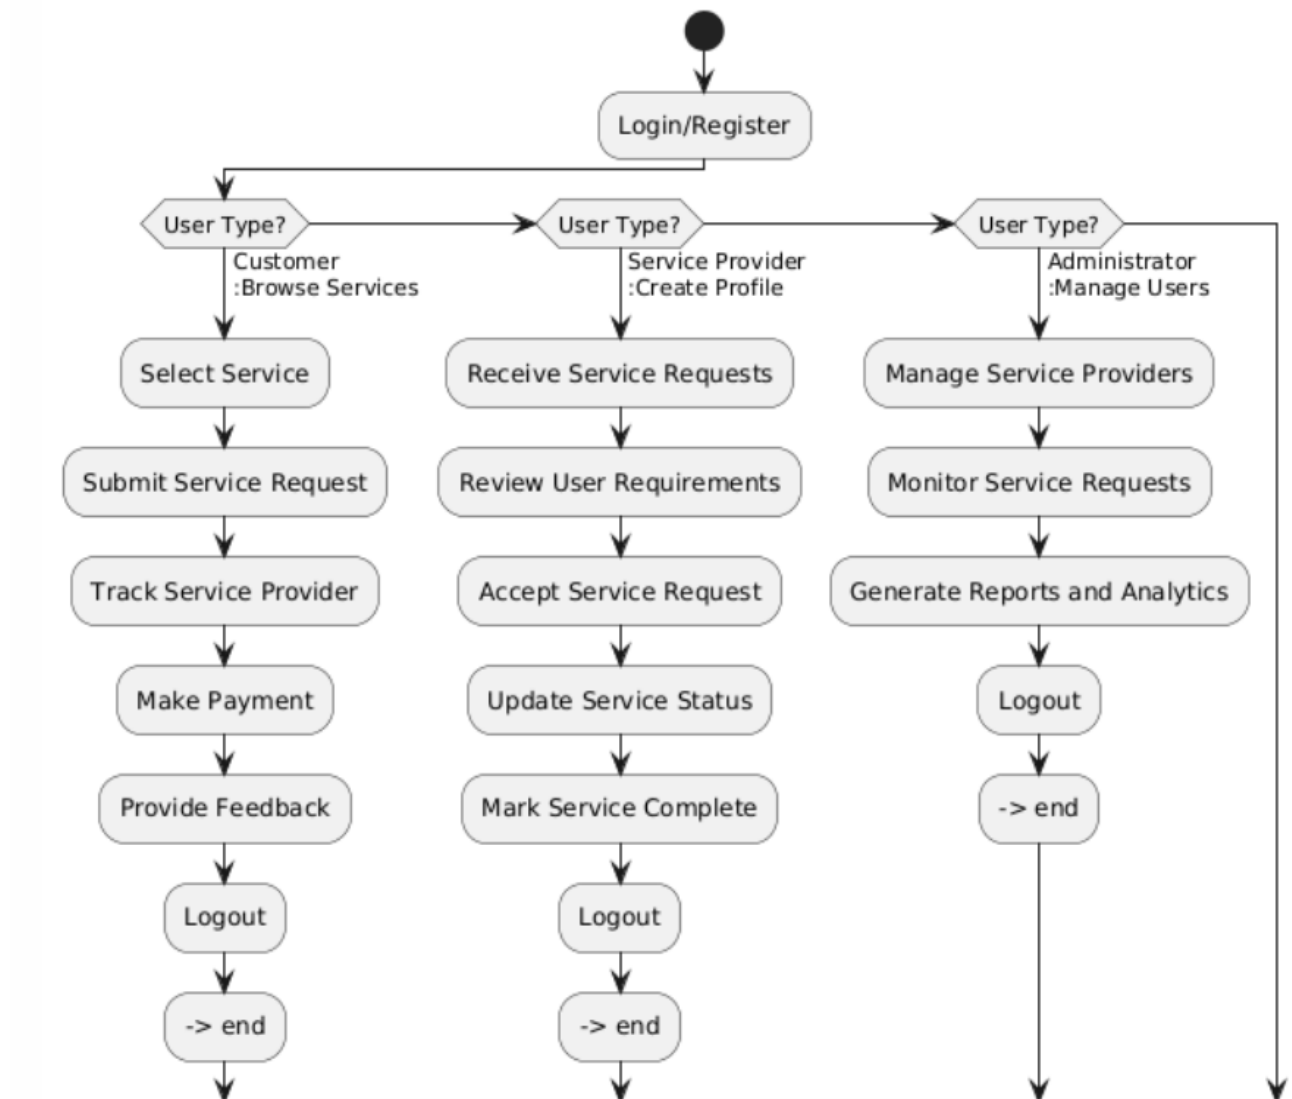 Login/Register
User Type?
Customer
:Browse Services
Select Service
Submit Service Request
Track Service Provider
Make Payment
Provide Feedback
Logout
-> end
User Type?
Service Provider
:Create Profile
Receive Service Requests
Review User Requirements
Accept Service Request
Update Service Status
Mark Service Complete
Logout
-> end
User Type?
Administrator
:Manage Users
Manage Service Providers
Monitor Service Requests
Generate Reports and Analytics
Logout
-> end